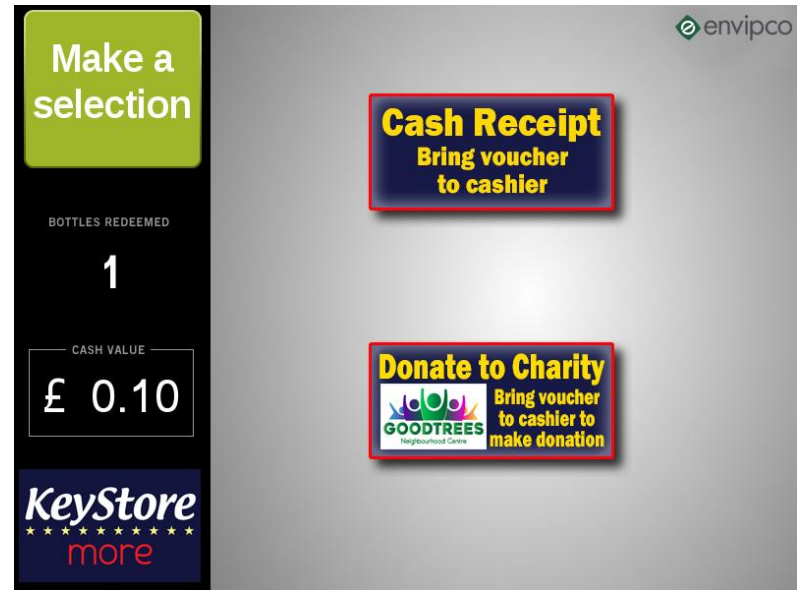 Make a
selection
BOTTLES REDEEMED
1
CASH VALUE
£ 0.10
KeyStore
more
envipco
Cash Receipt
Bring voucher
to cashier
Donate to Charity
GOODTREES
Neighbourhood Centre
Bring voucher
to cashier to
make donation